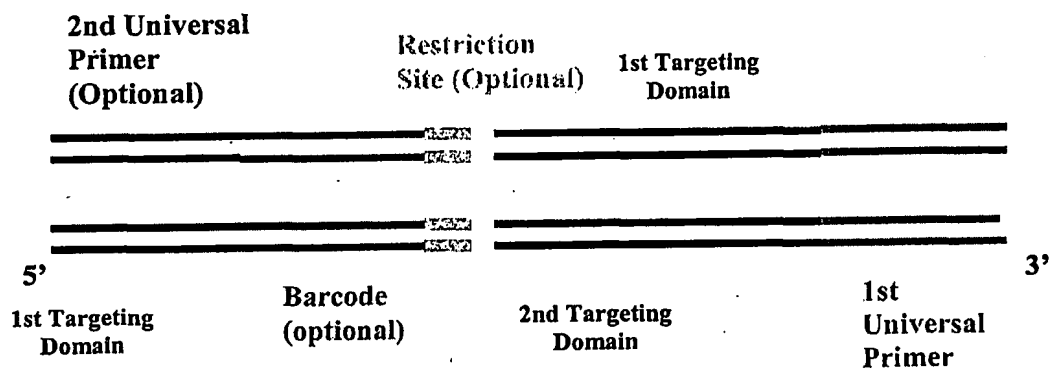 2nd Universal
Primer
(Optional)
Restriction
Site (Optional)
1st Targeting
Domain
5'
3'
1st Targeting
Domain
Barcode
(optional)
2nd Targeting
Domain
1st
Universal
Primer